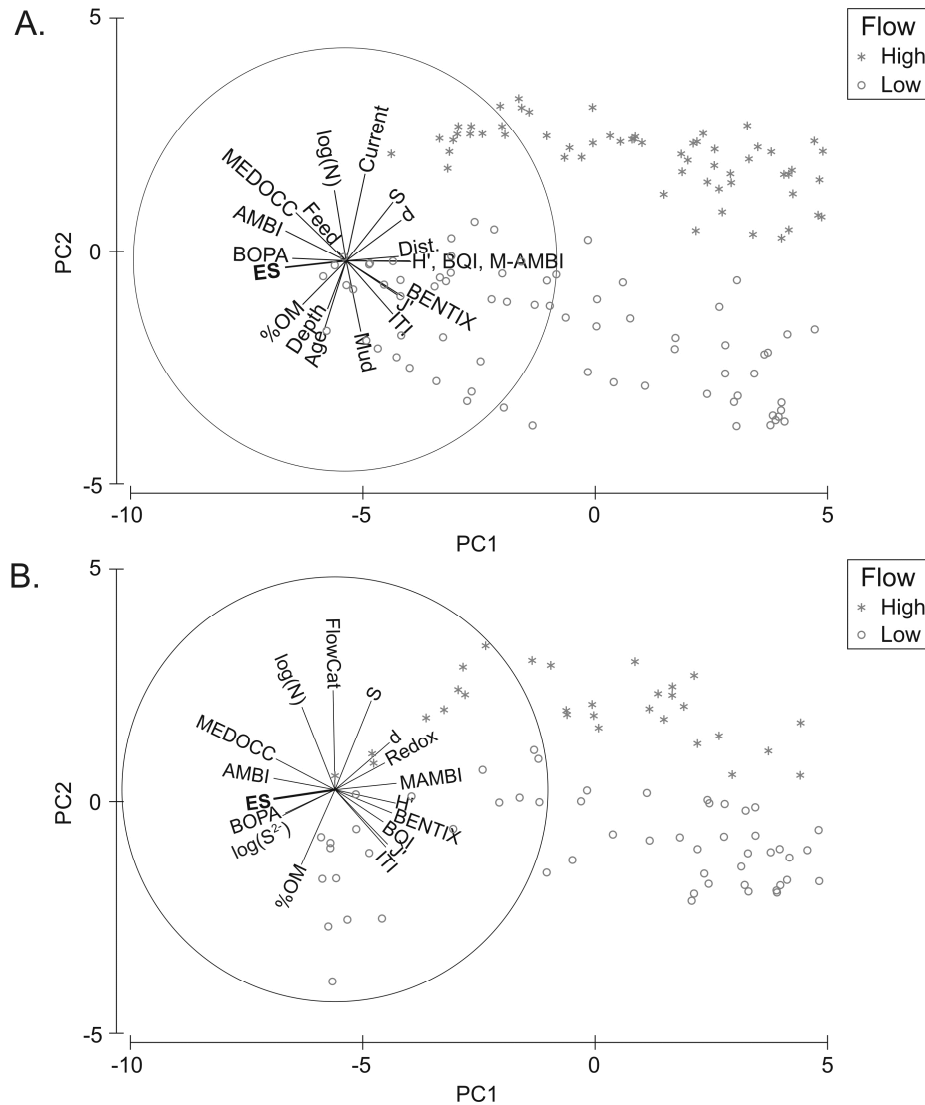 A.
5
0
-5
PC2
-10
-5
0
5
PC1
Flow
High
Low
Current
log(N)
S
d
MEDOCC
Feed
AMBI
Dist.
BOPA
H', BQI, M-AMBI
ES
BENTIX
J'
ITI
%OM
Depth
Age
Mud
B.
5
0
-5
PC2
-10
-5
0
5
PC1
Flow
High
Low
FlowCat
log(N)
S
d
Redox
MEDOCC
AMBI
MAMBI
ES
H'
BOPA
BENTIX
log(S²⁻)
BQI
J'
ITI
%OM